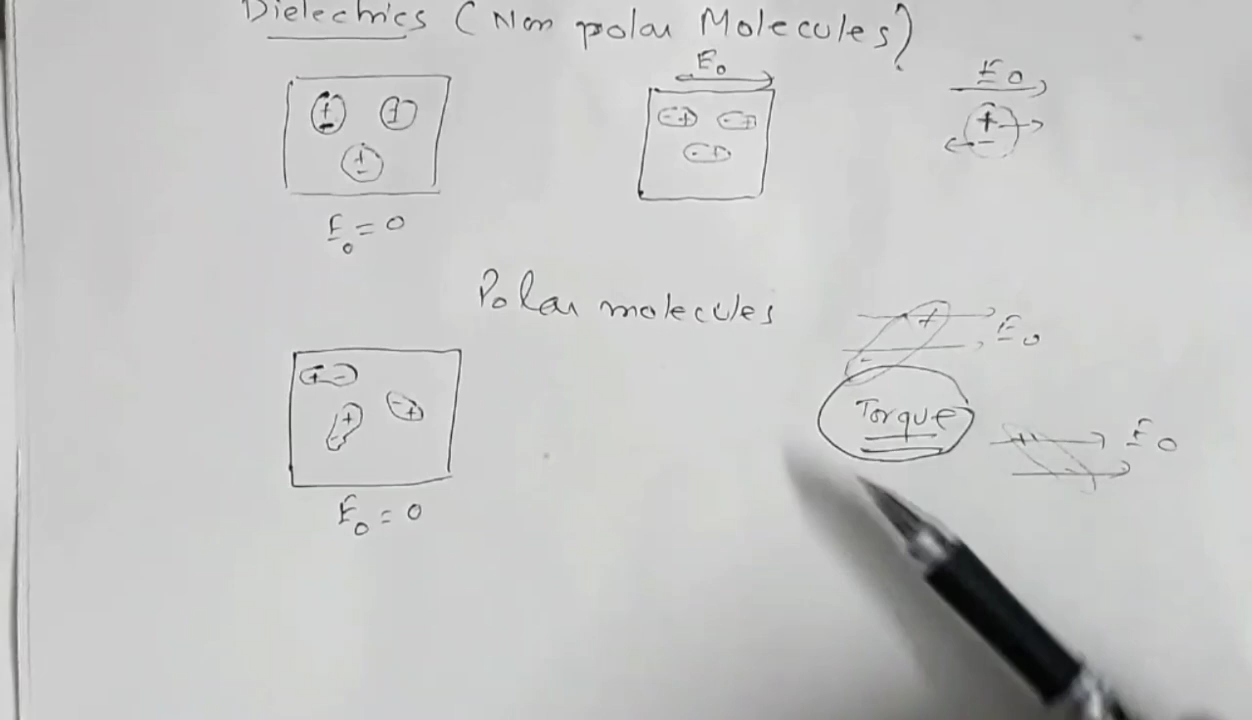 Dielectrics (Non polar Molecules)
E₀
E₀
+ -
+ -
+ -
- +
- +
- +
+
-
E₀ = 0
Polar molecules
+
-
E₀
+ -
- +
+
-
Torque
+
-
E₀
E₀ = 0